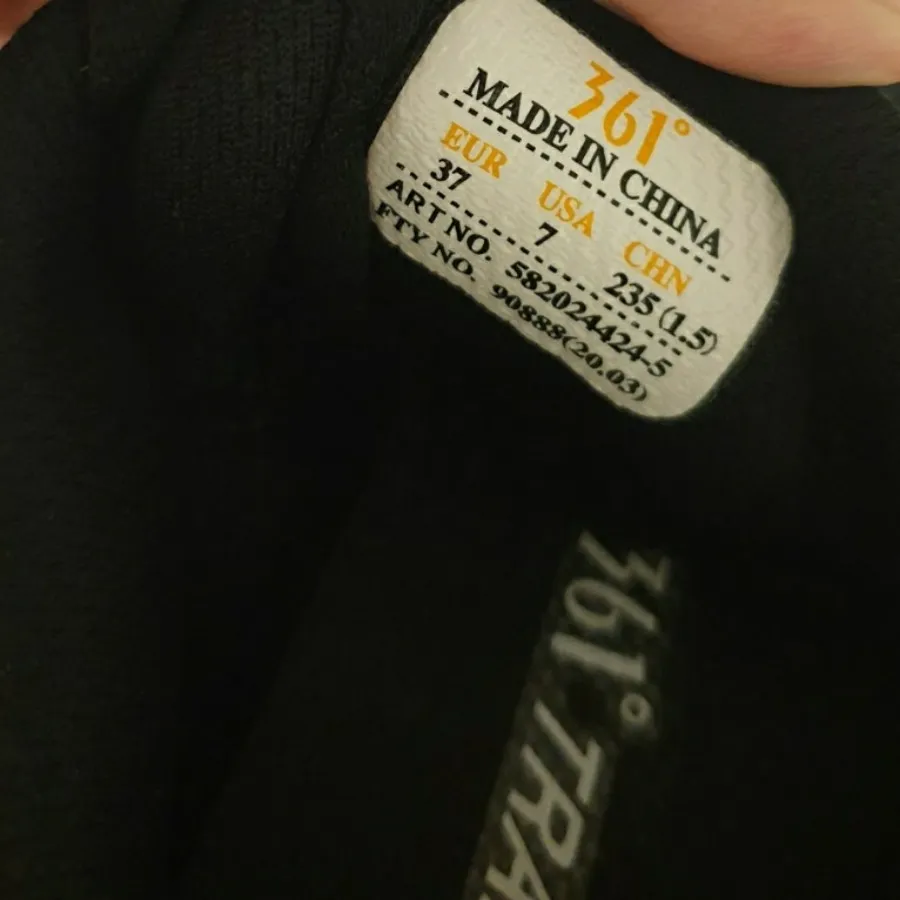 361°
MADE IN CHINA
EUR USA CHN
37 7 235 (1.5)
ART NO. 582024424-5
FTY NO. 90888(20.03)
361° TRA